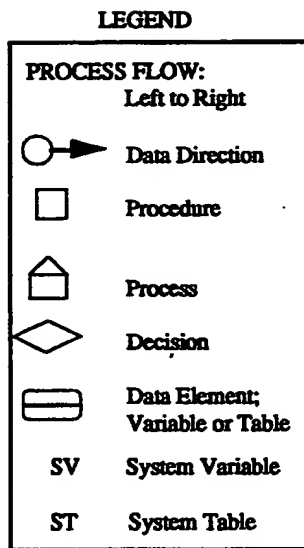 LEGEND
PROCESS FLOW:
Left to Right
Data Direction
Procedure
Process
Decision
Data Element;
Variable or Table
SV System Variable
ST System Table